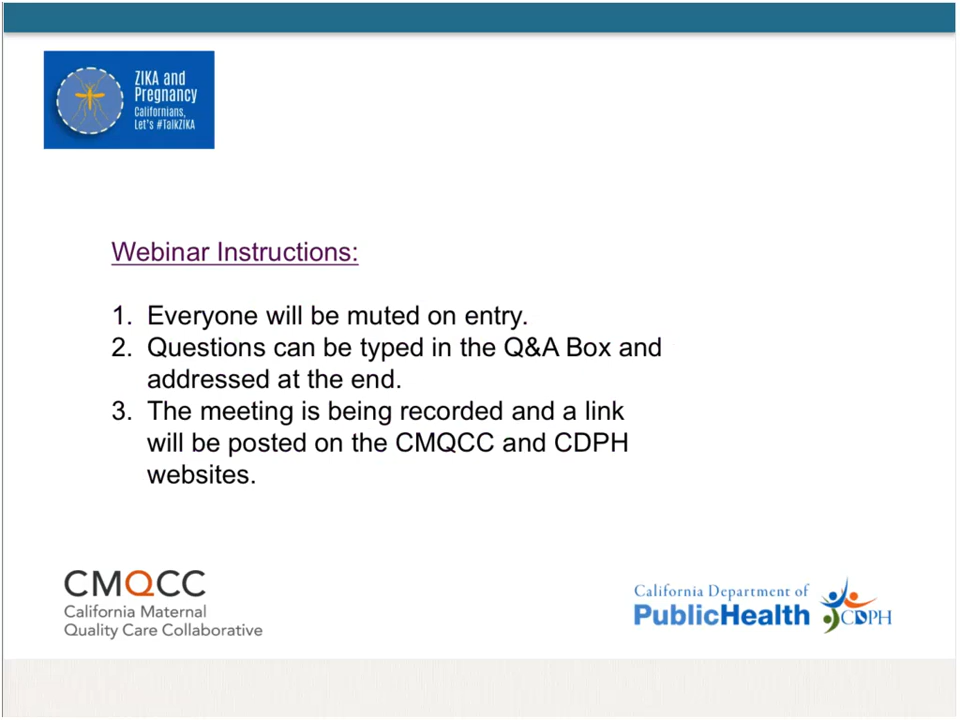 ZIKA and
Pregnancy
Californians,
Let's #TalkZIKA
Webinar Instructions:
1. Everyone will be muted on entry.
2. Questions can be typed in the Q&A Box and
addressed at the end.
3. The meeting is being recorded and a link
will be posted on the CMQCC and CDPH
websites.
CMQCC
California Maternal
Quality Care Collaborative
California Department of
PublicHealth
CDPH